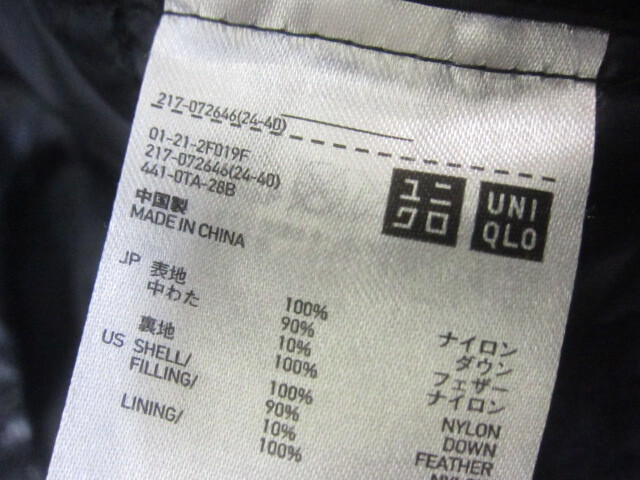 217-072646(24-40)
01-21-2F019F
217-072646(24-40)
441-0TA-28B
中国製
MADE IN CHINA
ユニ
クロ
UNI
QLO
JP 表地 100% ナイロン
中わた 90% ダウン
10% フェザー
裏地 100% ナイロン
US SHELL/ 100% NYLON
FILLING/ 90% DOWN
10% FEATHER
LINING/ 100%